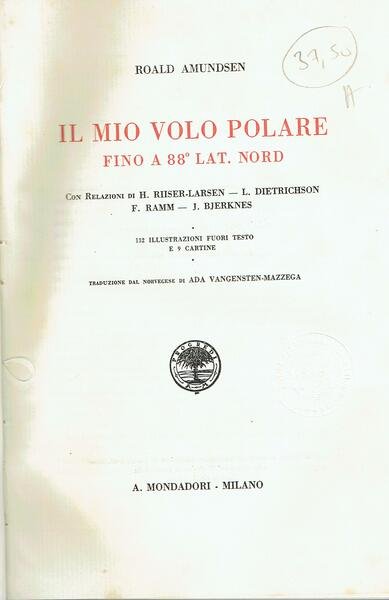 37,50
A
ROALD AMUNDSEN
IL MIO VOLO POLARE
FINO A 88° LAT. NORD
CON RELAZIONI DI H. RIISER-LARSEN — L. DIETRICHSON
F. RAMM — J. BJERKNES
132 ILLUSTRAZIONI FUORI TESTO
E 9 CARTINE
TRADUZIONE DAL NORVEGESE DI ADA VANGENSTEN-MAZZEGA
PROGREDI
A. MONDADORI - MILANO